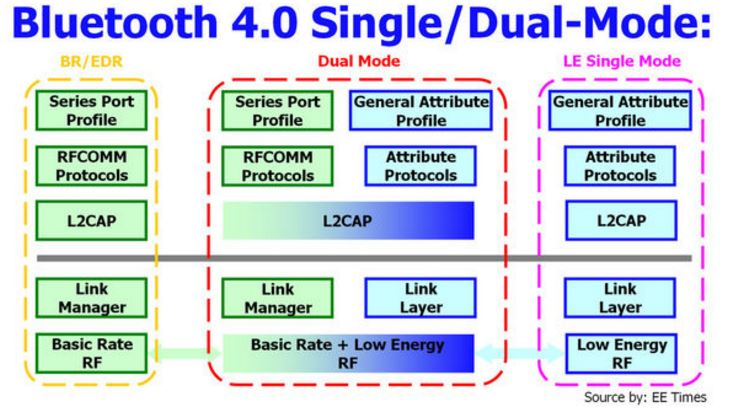 Bluetooth 4.0 Single/Dual-Mode:
BR/EDR
Dual Mode
LE Single Mode
Series Port
Profile
Series Port
Profile
General Attribute
Profile
General Attribute
Profile
RFCOMM
Protocols
RFCOMM
Protocols
Attribute
Protocols
Attribute
Protocols
L2CAP
L2CAP
L2CAP
Link
Manager
Link
Manager
Link
Layer
Link
Layer
Basic Rate
RF
Basic Rate + Low Energy
RF
Low Energy
RF
Source by: EE Times